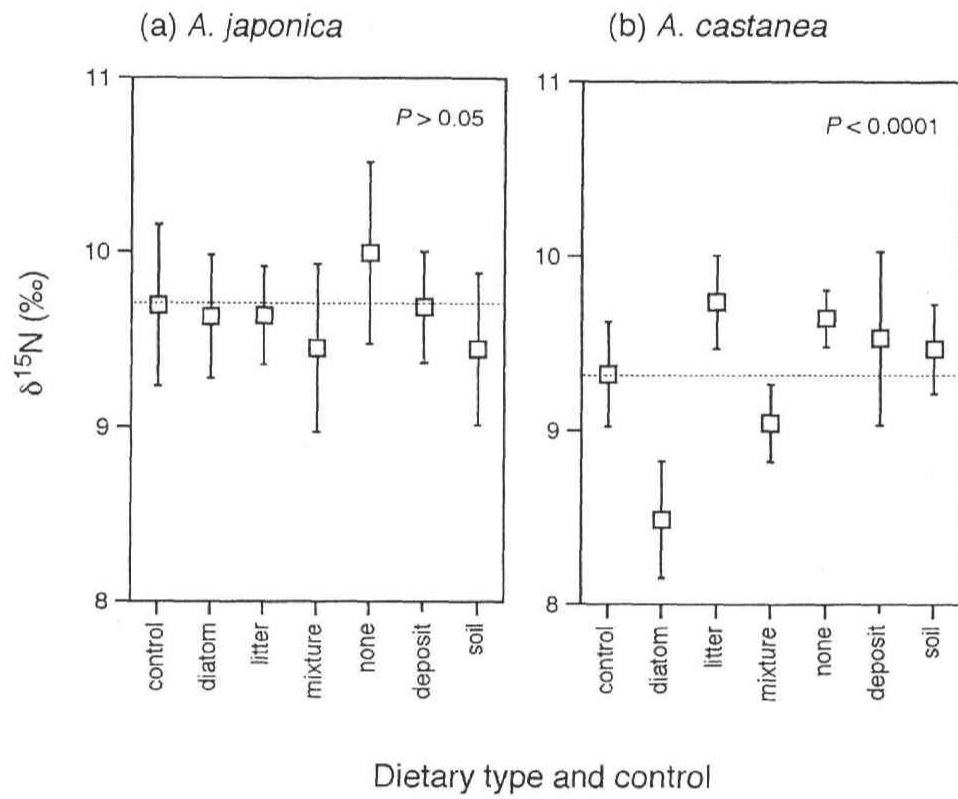 (a) A. japonica
11
10
9
8
P > 0.05
control
diatom
litter
mixture
none
deposit
soil
(b) A. castanea
11
10
9
8
P < 0.0001
control
diatom
litter
mixture
none
deposit
soil
δ¹⁵N (‰)
Dietary type and control